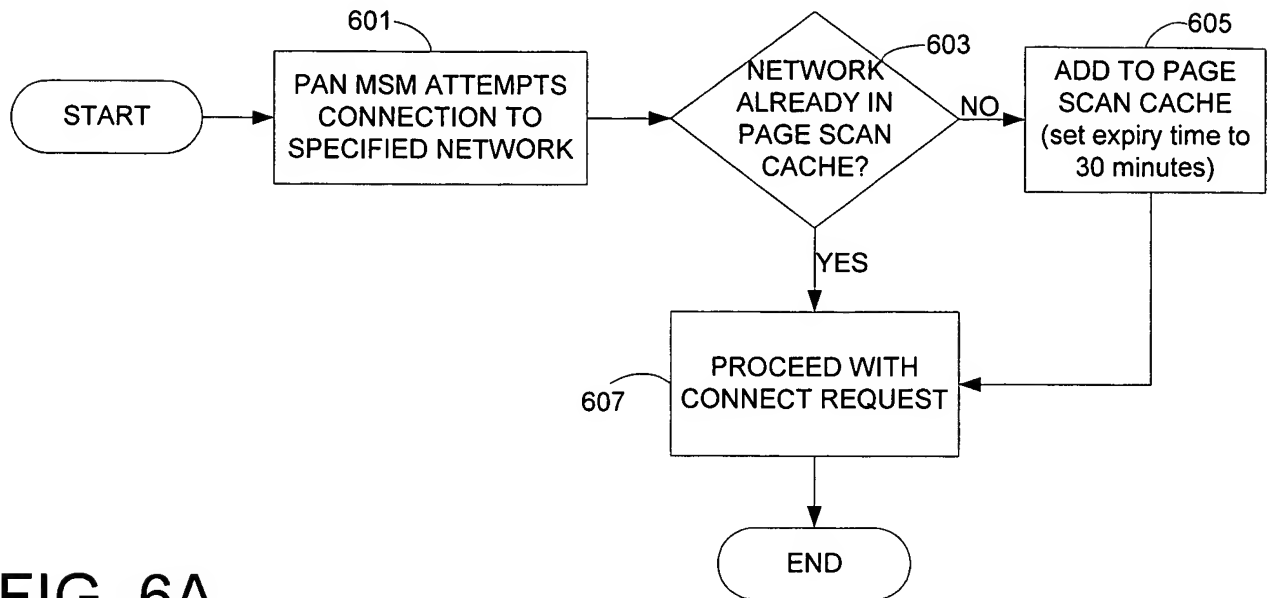 601
603
605
START
PAN MSM ATTEMPTS
CONNECTION TO
SPECIFIED NETWORK
NETWORK
ALREADY IN
PAGE SCAN
CACHE?
NO
ADD TO PAGE
SCAN CACHE
(set expiry time to
30 minutes)
YES
607
PROCEED WITH
CONNECT REQUEST
END
FIG. 6A